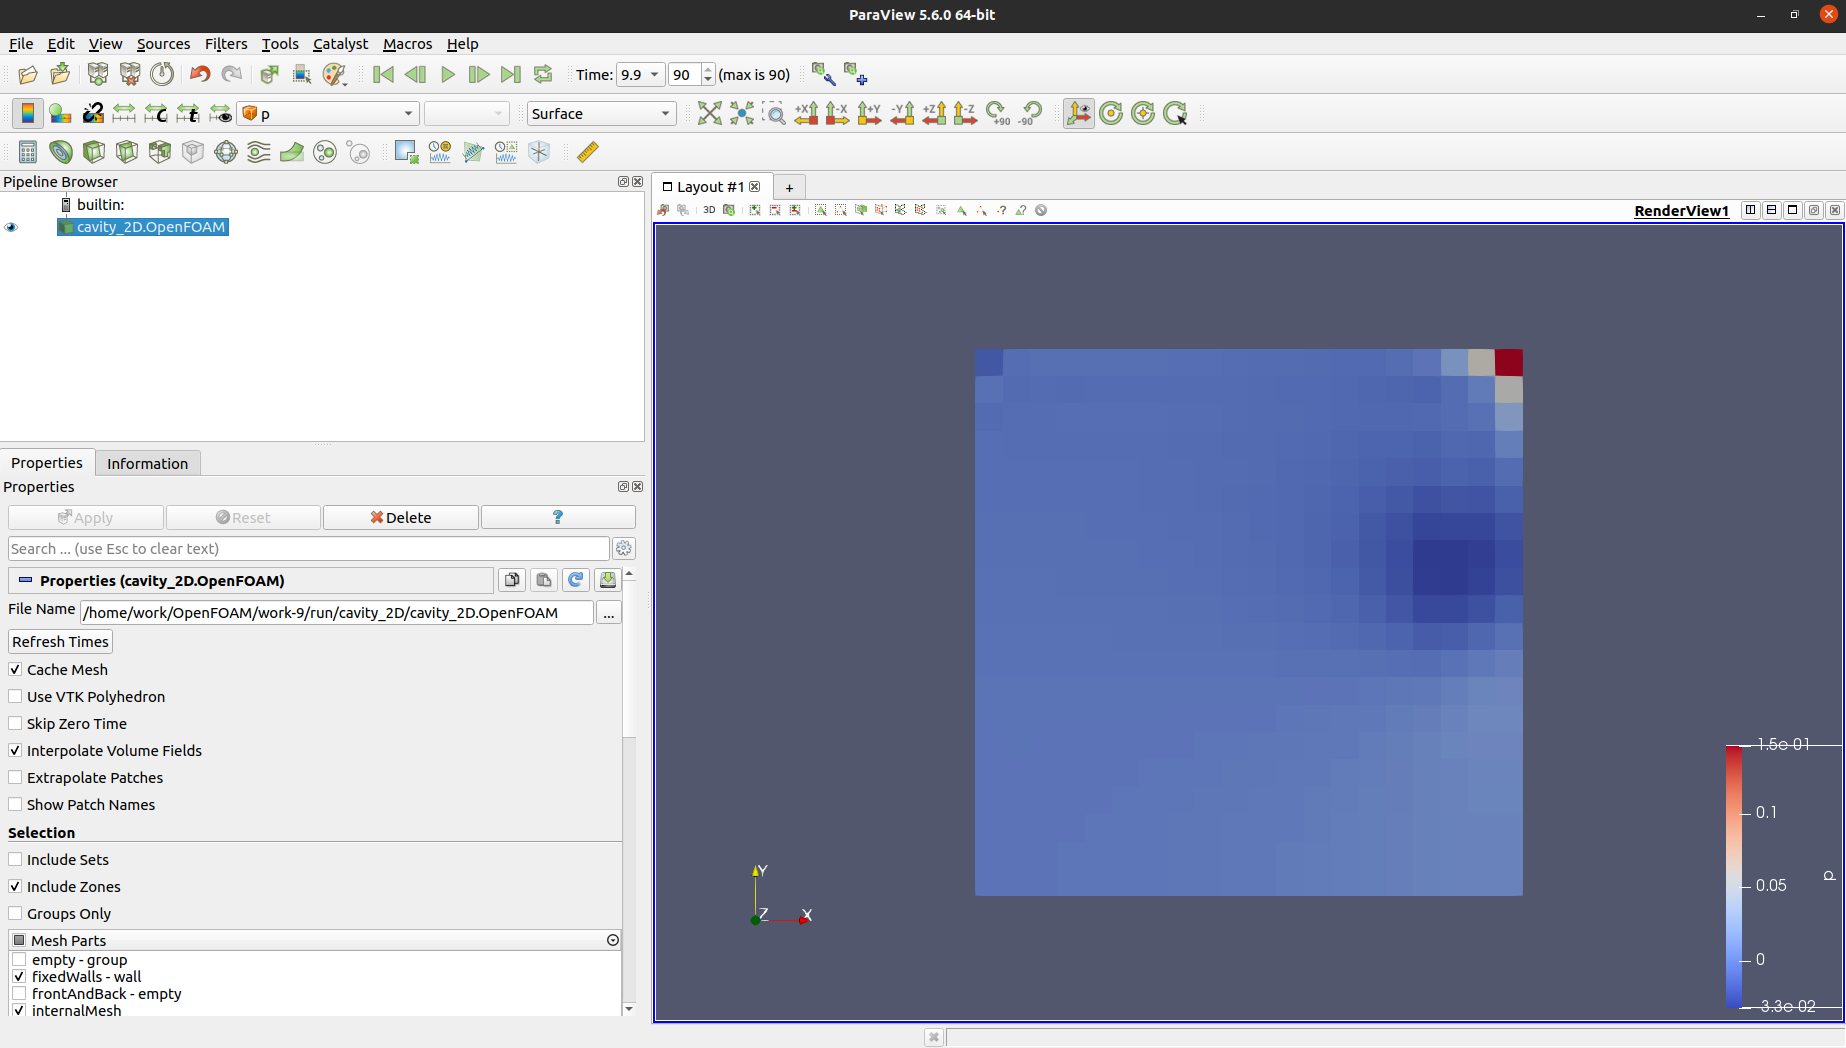 ParaView 5.6.0 64-bit
File Edit View Sources Filters Tools Catalyst Macros Help
Time: 9.9 90 (max is 90)
p Surface +X -X +Y -Y +Z -Z +90 -90
Pipeline Browser
builtin:
cavity_2D.OpenFOAM
Layout #1 +
3D RenderView1
Properties Information
Properties
Apply Reset Delete ?
Search ... (use Esc to clear text)
Properties (cavity_2D.OpenFOAM)
File Name /home/work/OpenFOAM/work-9/run/cavity_2D/cavity_2D.OpenFOAM ...
Refresh Times
Cache Mesh
Use VTK Polyhedron
Skip Zero Time
Interpolate Volume Fields
Extrapolate Patches
Show Patch Names
Selection
Include Sets
Include Zones
Groups Only
Mesh Parts
empty - group
fixedWalls - wall
frontAndBack - empty
internalMesh
Y
Z X
1.5e-01
0.1
0.05
0
-3.3e-02
p